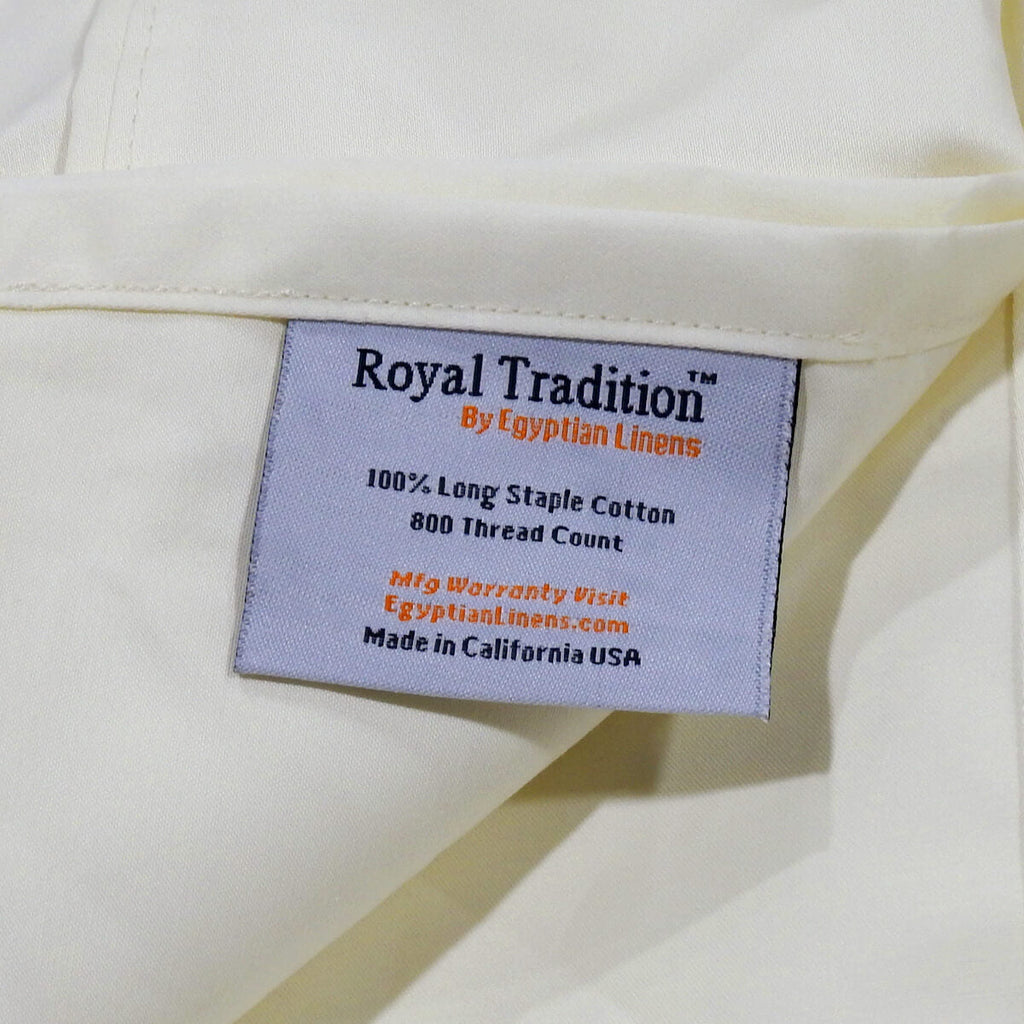 Royal Tradition™
By Egyptian Linens
100% Long Staple Cotton
800 Thread Count
Mfg Warranty Visit
EgyptianLinens.com
Made in California USA